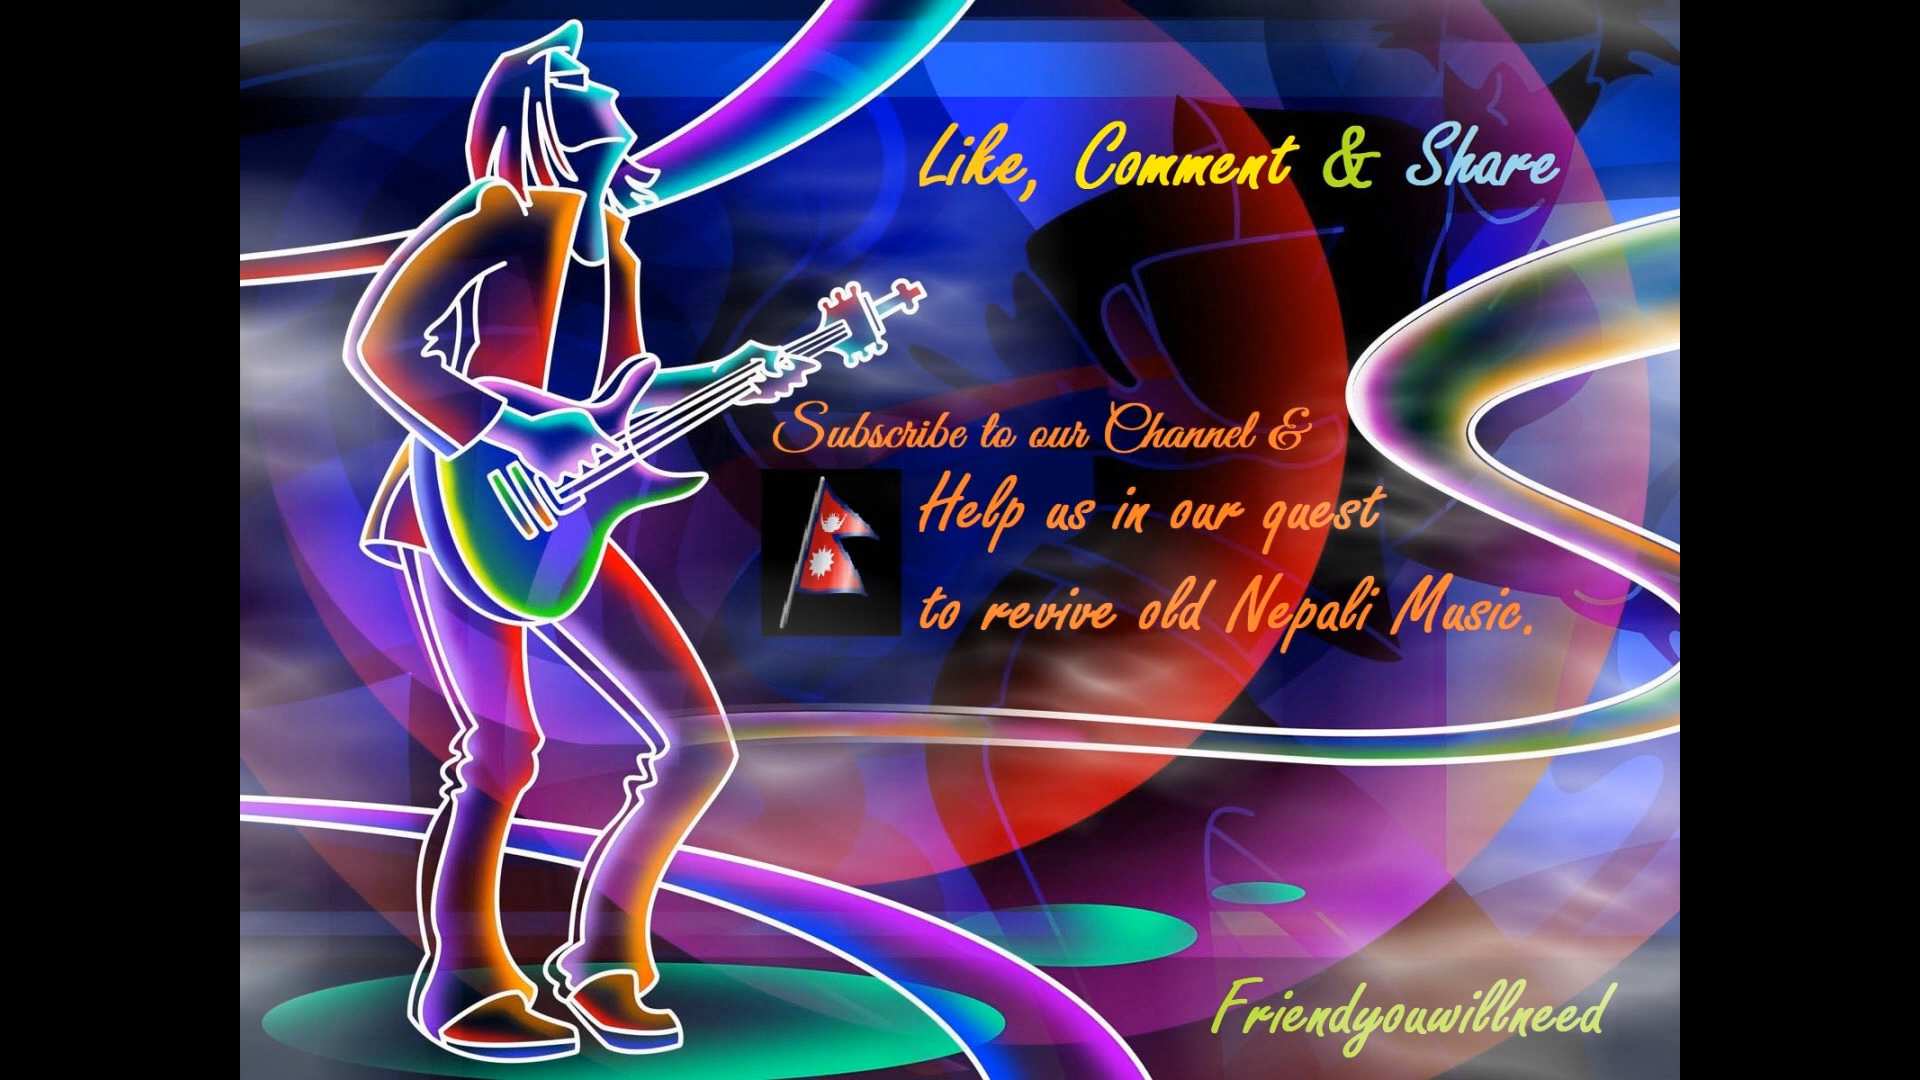 Like, Comment & Share
Subscribe to our Channel &
Help us in our quest
to revive old Nepali Music.
Friendyouwillneed